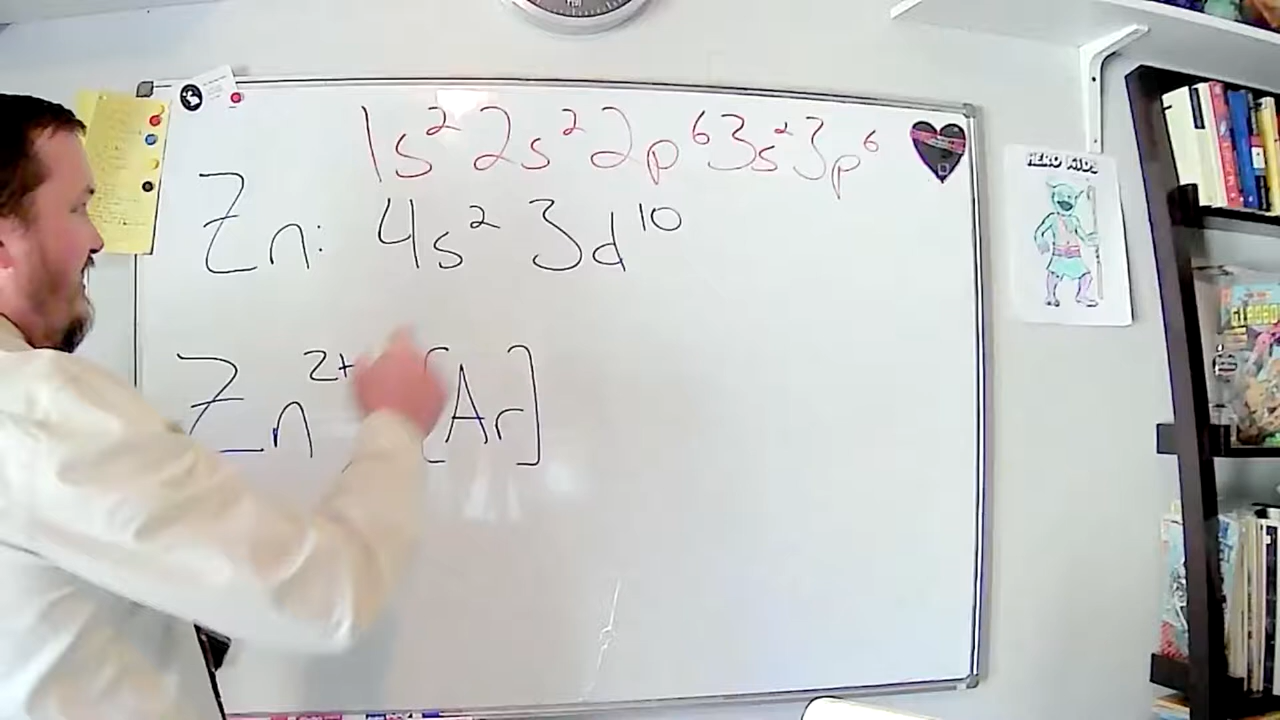 1s² 2s² 2p⁶ 3s² 3p⁶
Zn: 4s² 3d¹⁰
Zn²⁺ [Ar]
HERO KIDS